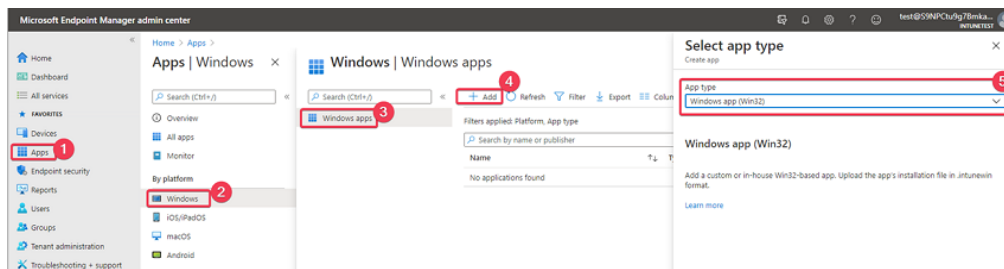 Microsoft Endpoint Manager admin center
test@S9NPCtu9g7Bmka...
INTUNETEST
Home
Dashboard
All services
FAVORITES
Devices
Apps
1
Endpoint security
Reports
Users
Groups
Tenant administration
Troubleshooting + support
Home > Apps >
Apps | Windows
Search (Ctrl+/)
Overview
All apps
Monitor
By platform
Windows
2
iOS/iPadOS
macOS
Android
Windows | Windows apps
Search (Ctrl+/)
Windows apps
3
4
Add
Refresh
Filter
Export
Colum
Filters applied: Platform, App type
Search by name or publisher
Name
No applications found
Select app type
Create app
5
App type
Windows app (Win32)
Windows app (Win32)
Add a custom or in-house Win32-based app. Upload the app's installation file in .intunewin
format.
Learn more